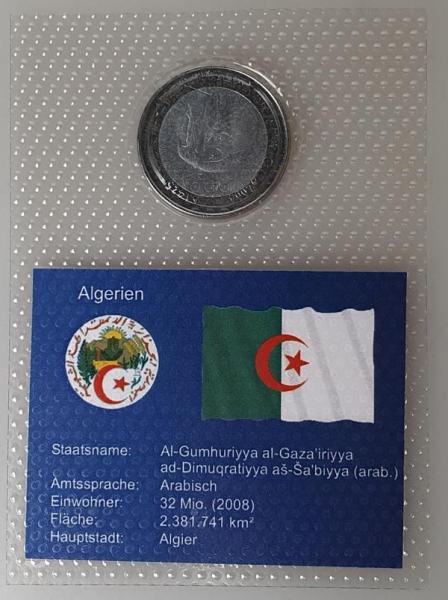 Algerien
Staatsname: Al-Gumhuriyya al-Gaza'iriyya
ad-Dimuqratiyya aš-Ša'biyya (arab.)
Amtssprache: Arabisch
Einwohner: 32 Mio. (2008)
Fläche: 2.381.741 km²
Hauptstadt: Algier